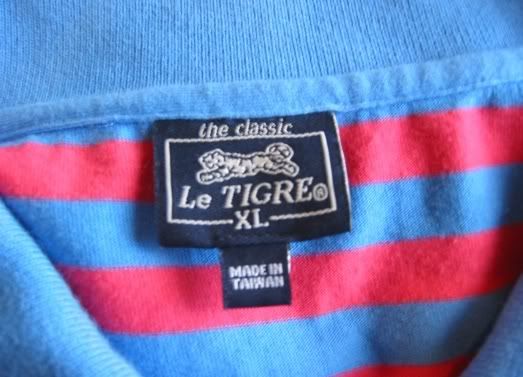 the classic
Le TIGRE®
XL
MADE IN
TAIWAN